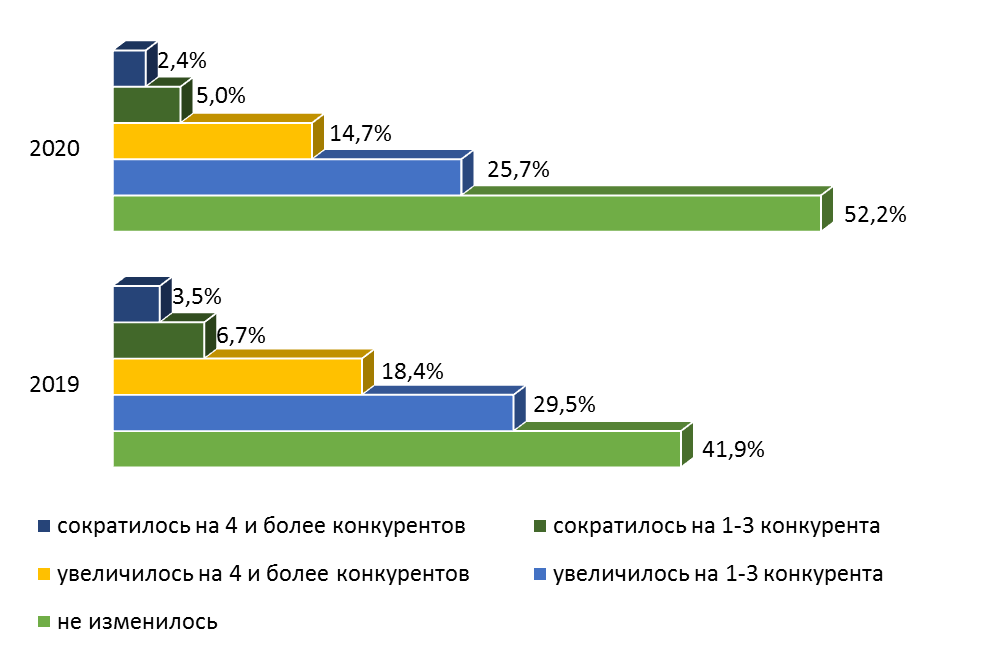 2,4%
5,0%
14,7%
2020
25,7%
52,2%
3,5%
6,7%
18,4%
2019
29,5%
41,9%
сократилось на 4 и более конкурентов
сократилось на 1-3 конкурента
увеличилось на 4 и более конкурентов
увеличилось на 1-3 конкурента
не изменилось